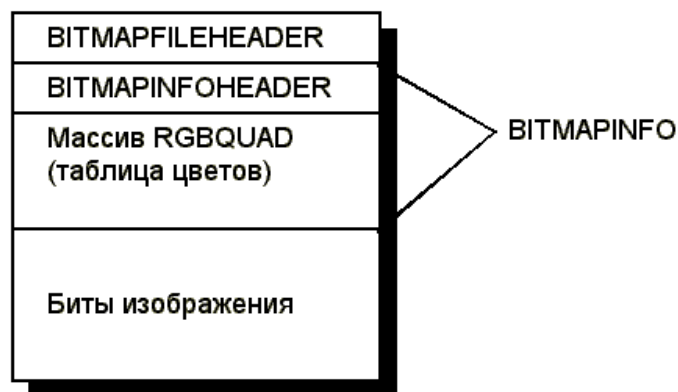 BITMAPFILEHEADER
BITMAPINFOHEADER
Массив RGBQUAD
(таблица цветов)
BITMAPINFO
Биты изображения